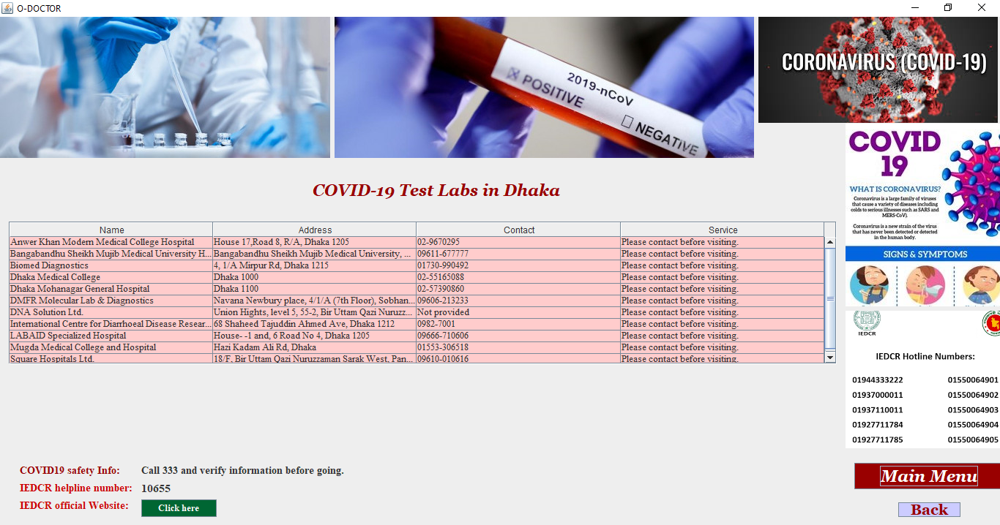 O-DOCTOR
2019-nCoV
POSITIVE
NEGATIVE
CORONAVIRUS (COVID-19)
COVID
19
WHAT IS CORONAVIRUS?
Coronavirus is a large family of viruses
that cause a variety of diseases including
colds to serious illnesses such as SARS and
MERS-CoV).
Coronavirus is a new strain of the virus
that has never been detected or detected
in the human body.
SIGNS & SYMPTOMS
COVID-19 Test Labs in Dhaka
Name Address Contact Service
Anwer Khan Modern Medical College Hospital House 17,Road 8, R/A, Dhaka 1205 02-9670295 Please contact before visiting.
Bangabandhu Sheikh Mujib Medical University H... Bangabandhu Sheikh Mujib Medical University, ... 09611-677777 Please contact before visiting.
Biomed Diagnostics 4, 1/A Mirpur Rd, Dhaka 1215 01730-990492 Please contact before visiting.
Dhaka Medical College Dhaka 1000 02-55165088 Please contact before visiting.
Dhaka Mohanagar General Hospital Dhaka 1100 02-57390860 Please contact before visiting.
DMFR Molecular Lab & Diagnostics Navana Newbury place, 4/1/A (7th Floor), Sobhan... 09606-213233 Please contact before visiting.
DNA Solution Ltd. Union Hights, level 5, 55-2, Bir Uttam Qazi Nuruzz... Not provided Please contact before visiting.
International Centre for Diarrhoeal Disease Resear... 68 Shaheed Tajuddin Ahmed Ave, Dhaka 1212 0982-7001 Please contact before visiting.
LABAID Specialized Hospital House- -1 and, 6 Road No 4, Dhaka 1205 09666-710606 Please contact before visiting.
Mugda Medical College and Hospital Hazi Kadam Ali Rd, Dhaka 01553-306518 Please contact before visiting.
Square Hospitals Ltd. 18/F, Bir Uttam Qazi Nuruzzaman Sarak West, Pan... 09610-010616 Please contact before visiting.
IEDCR
IEDCR Hotline Numbers:
01944333222 01550064901
01937000011 01550064902
01937110011 01550064903
01927711784 01550064904
01927711785 01550064905
COVID19 safety Info: Call 333 and verify information before going.
IEDCR helpline number: 10655
IEDCR official Website: Click here
Main Menu
Back